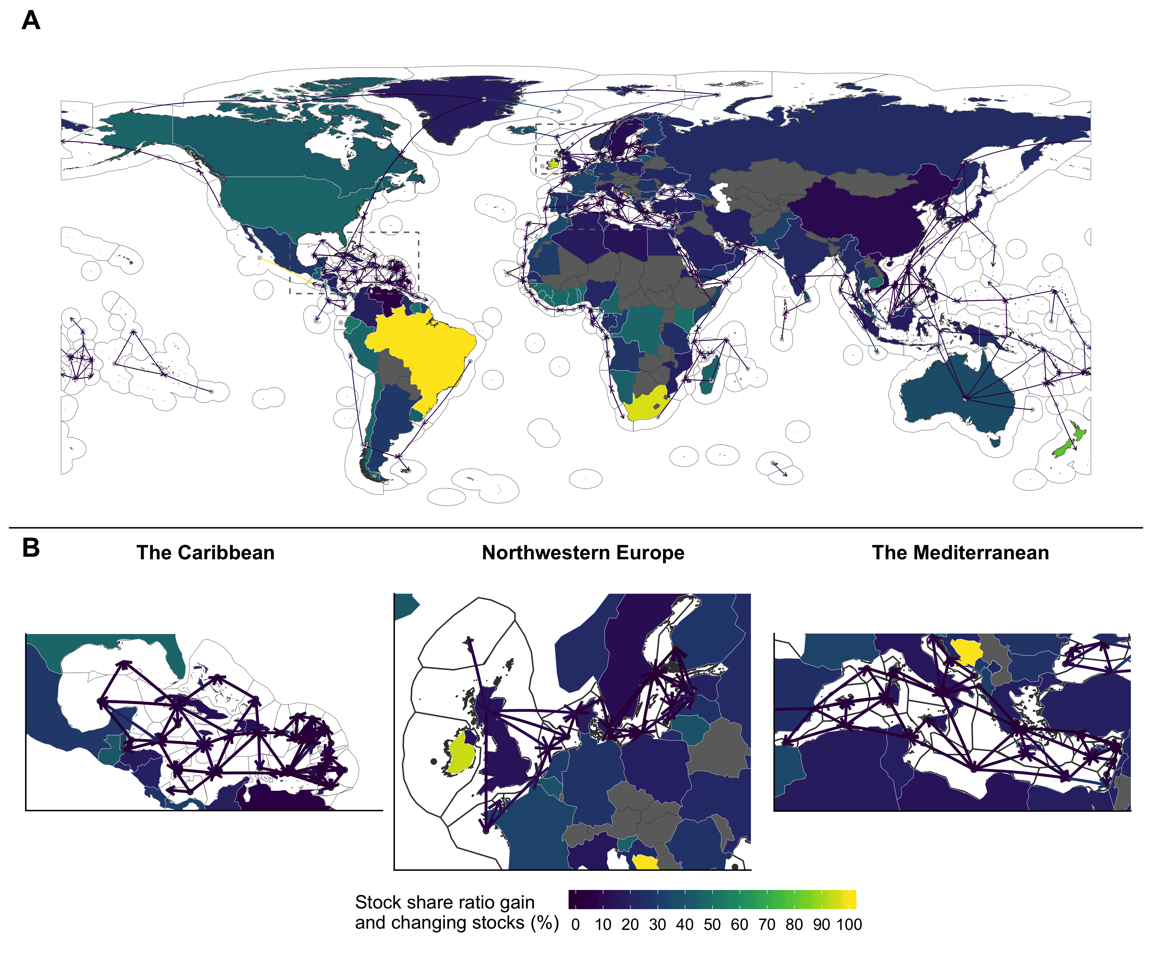 A
B
The Caribbean
Northwestern Europe
The Mediterranean
Stock share ratio gain
and changing stocks (%)
0 10 20 30 40 50 60 70 80 90 100